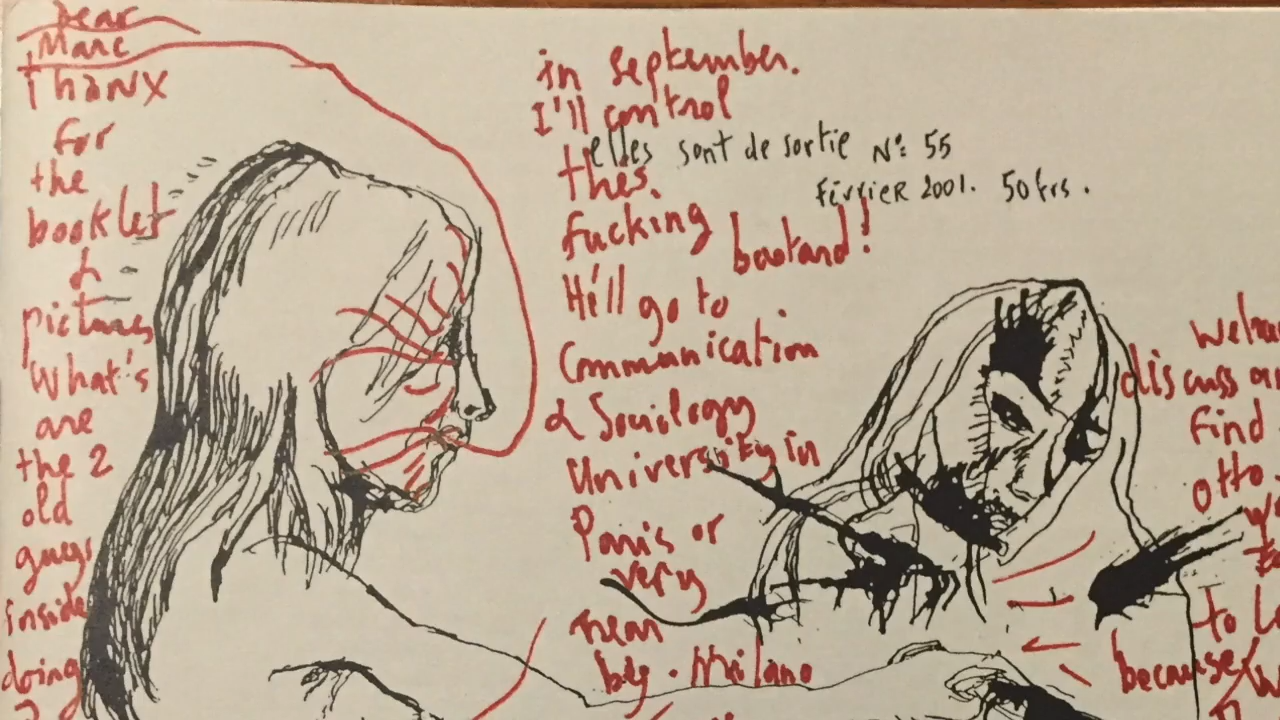 Dear
Marc
Thanx
for
the
booklet
&
pictures
What's
are
the 2
old
guys
inside
doing
?
in september.
I'll control
this.
fucking
bastard!
He'll go to
Communication
& Sociology
University in
Paris or
very
near
by. Milano
elles sont de sortie N°: 55
Février 2001. 50 frs.
discuss
find
otto
to
because